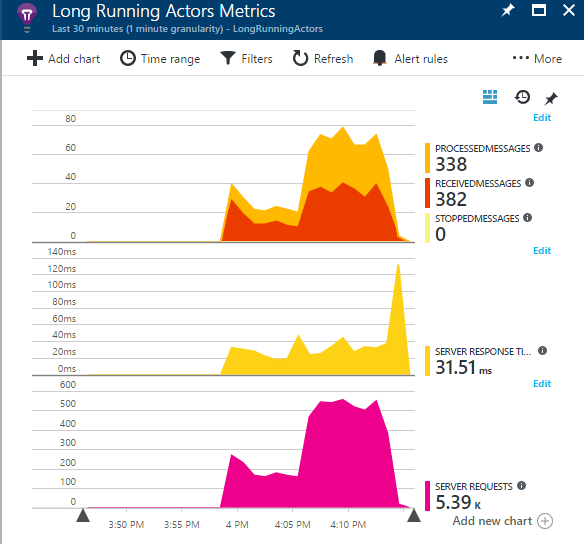 Long Running Actors Metrics
Last 30 minutes (1 minute granularity) - LongRunningActors
Add chart Time range Filters Refresh Alert rules More
Edit
80
60
40
20
0
PROCESSEDMESSAGES
338
RECEIVEDMESSAGES
382
STOPPEDMESSAGES
0
Edit
140ms
120ms
100ms
80ms
60ms
40ms
20ms
0ms
SERVER RESPONSE TI...
31.51 ms
Edit
600
500
400
300
200
100
0
SERVER REQUESTS
5.39 K
3:50 PM 3:55 PM 4 PM 4:05 PM 4:10 PM
Add new chart